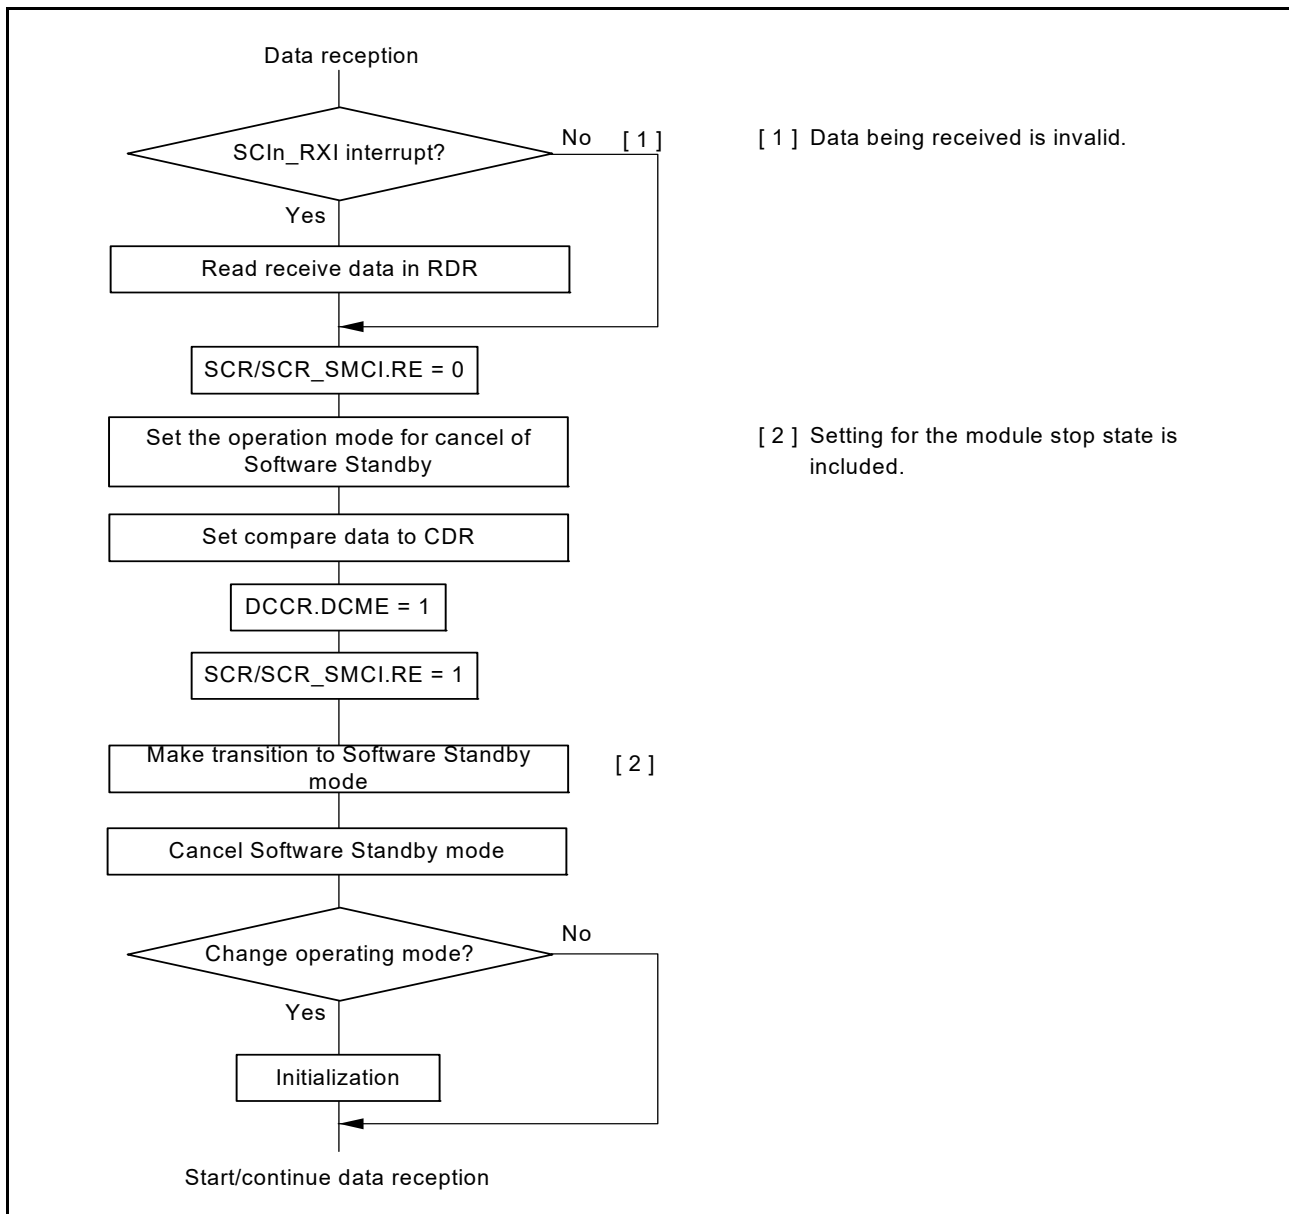 Data reception
SCIn_RXI interrupt?
No [ 1 ]
[ 1 ] Data being received is invalid.
Yes
Read receive data in RDR
SCR/SCR_SMCI.RE = 0
Set the operation mode for cancel of
Software Standby
[ 2 ] Setting for the module stop state is
included.
Set compare data to CDR
DCCR.DCME = 1
SCR/SCR_SMCI.RE = 1
Make transition to Software Standby
mode
[ 2 ]
Cancel Software Standby mode
Change operating mode?
No
Yes
Initialization
Start/continue data reception